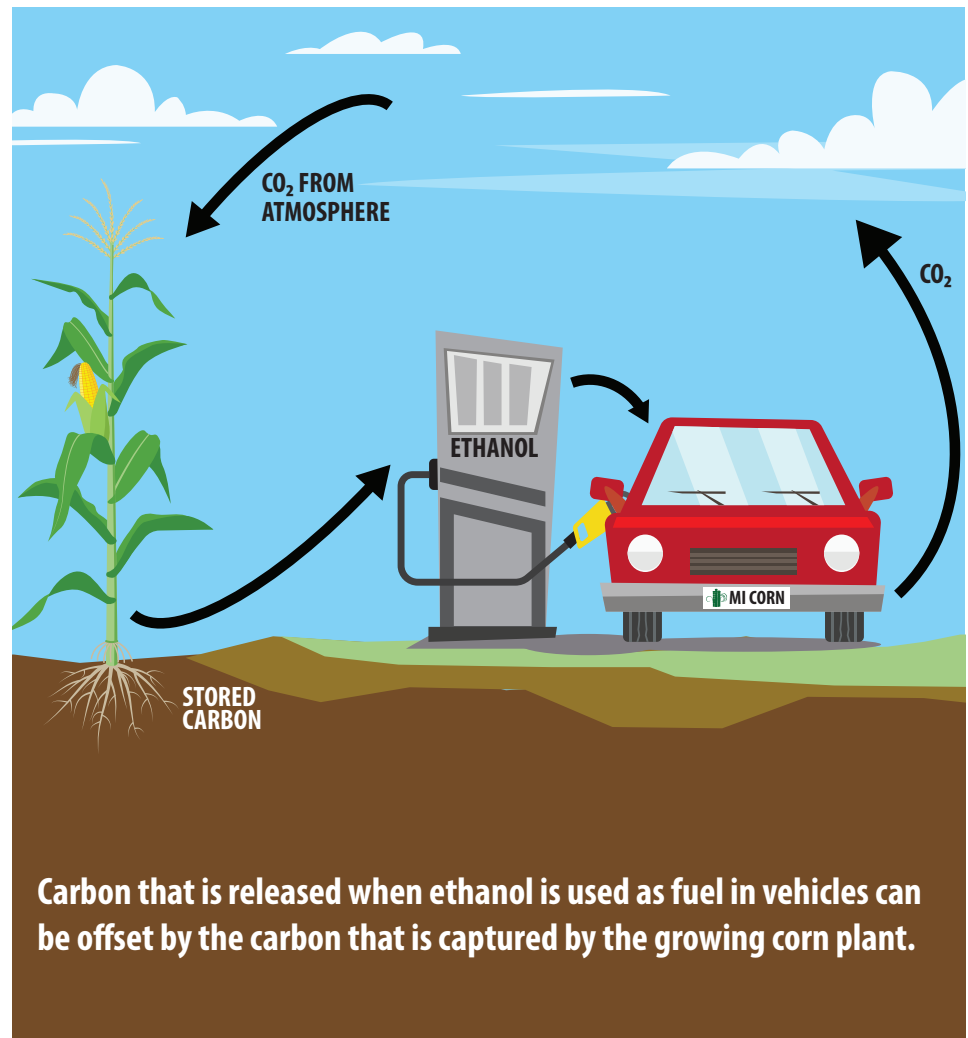 CO₂ FROM
ATMOSPHERE
CO₂
ETHANOL
MI CORN
STORED
CARBON
Carbon that is released when ethanol is used as fuel in vehicles can
be offset by the carbon that is captured by the growing corn plant.